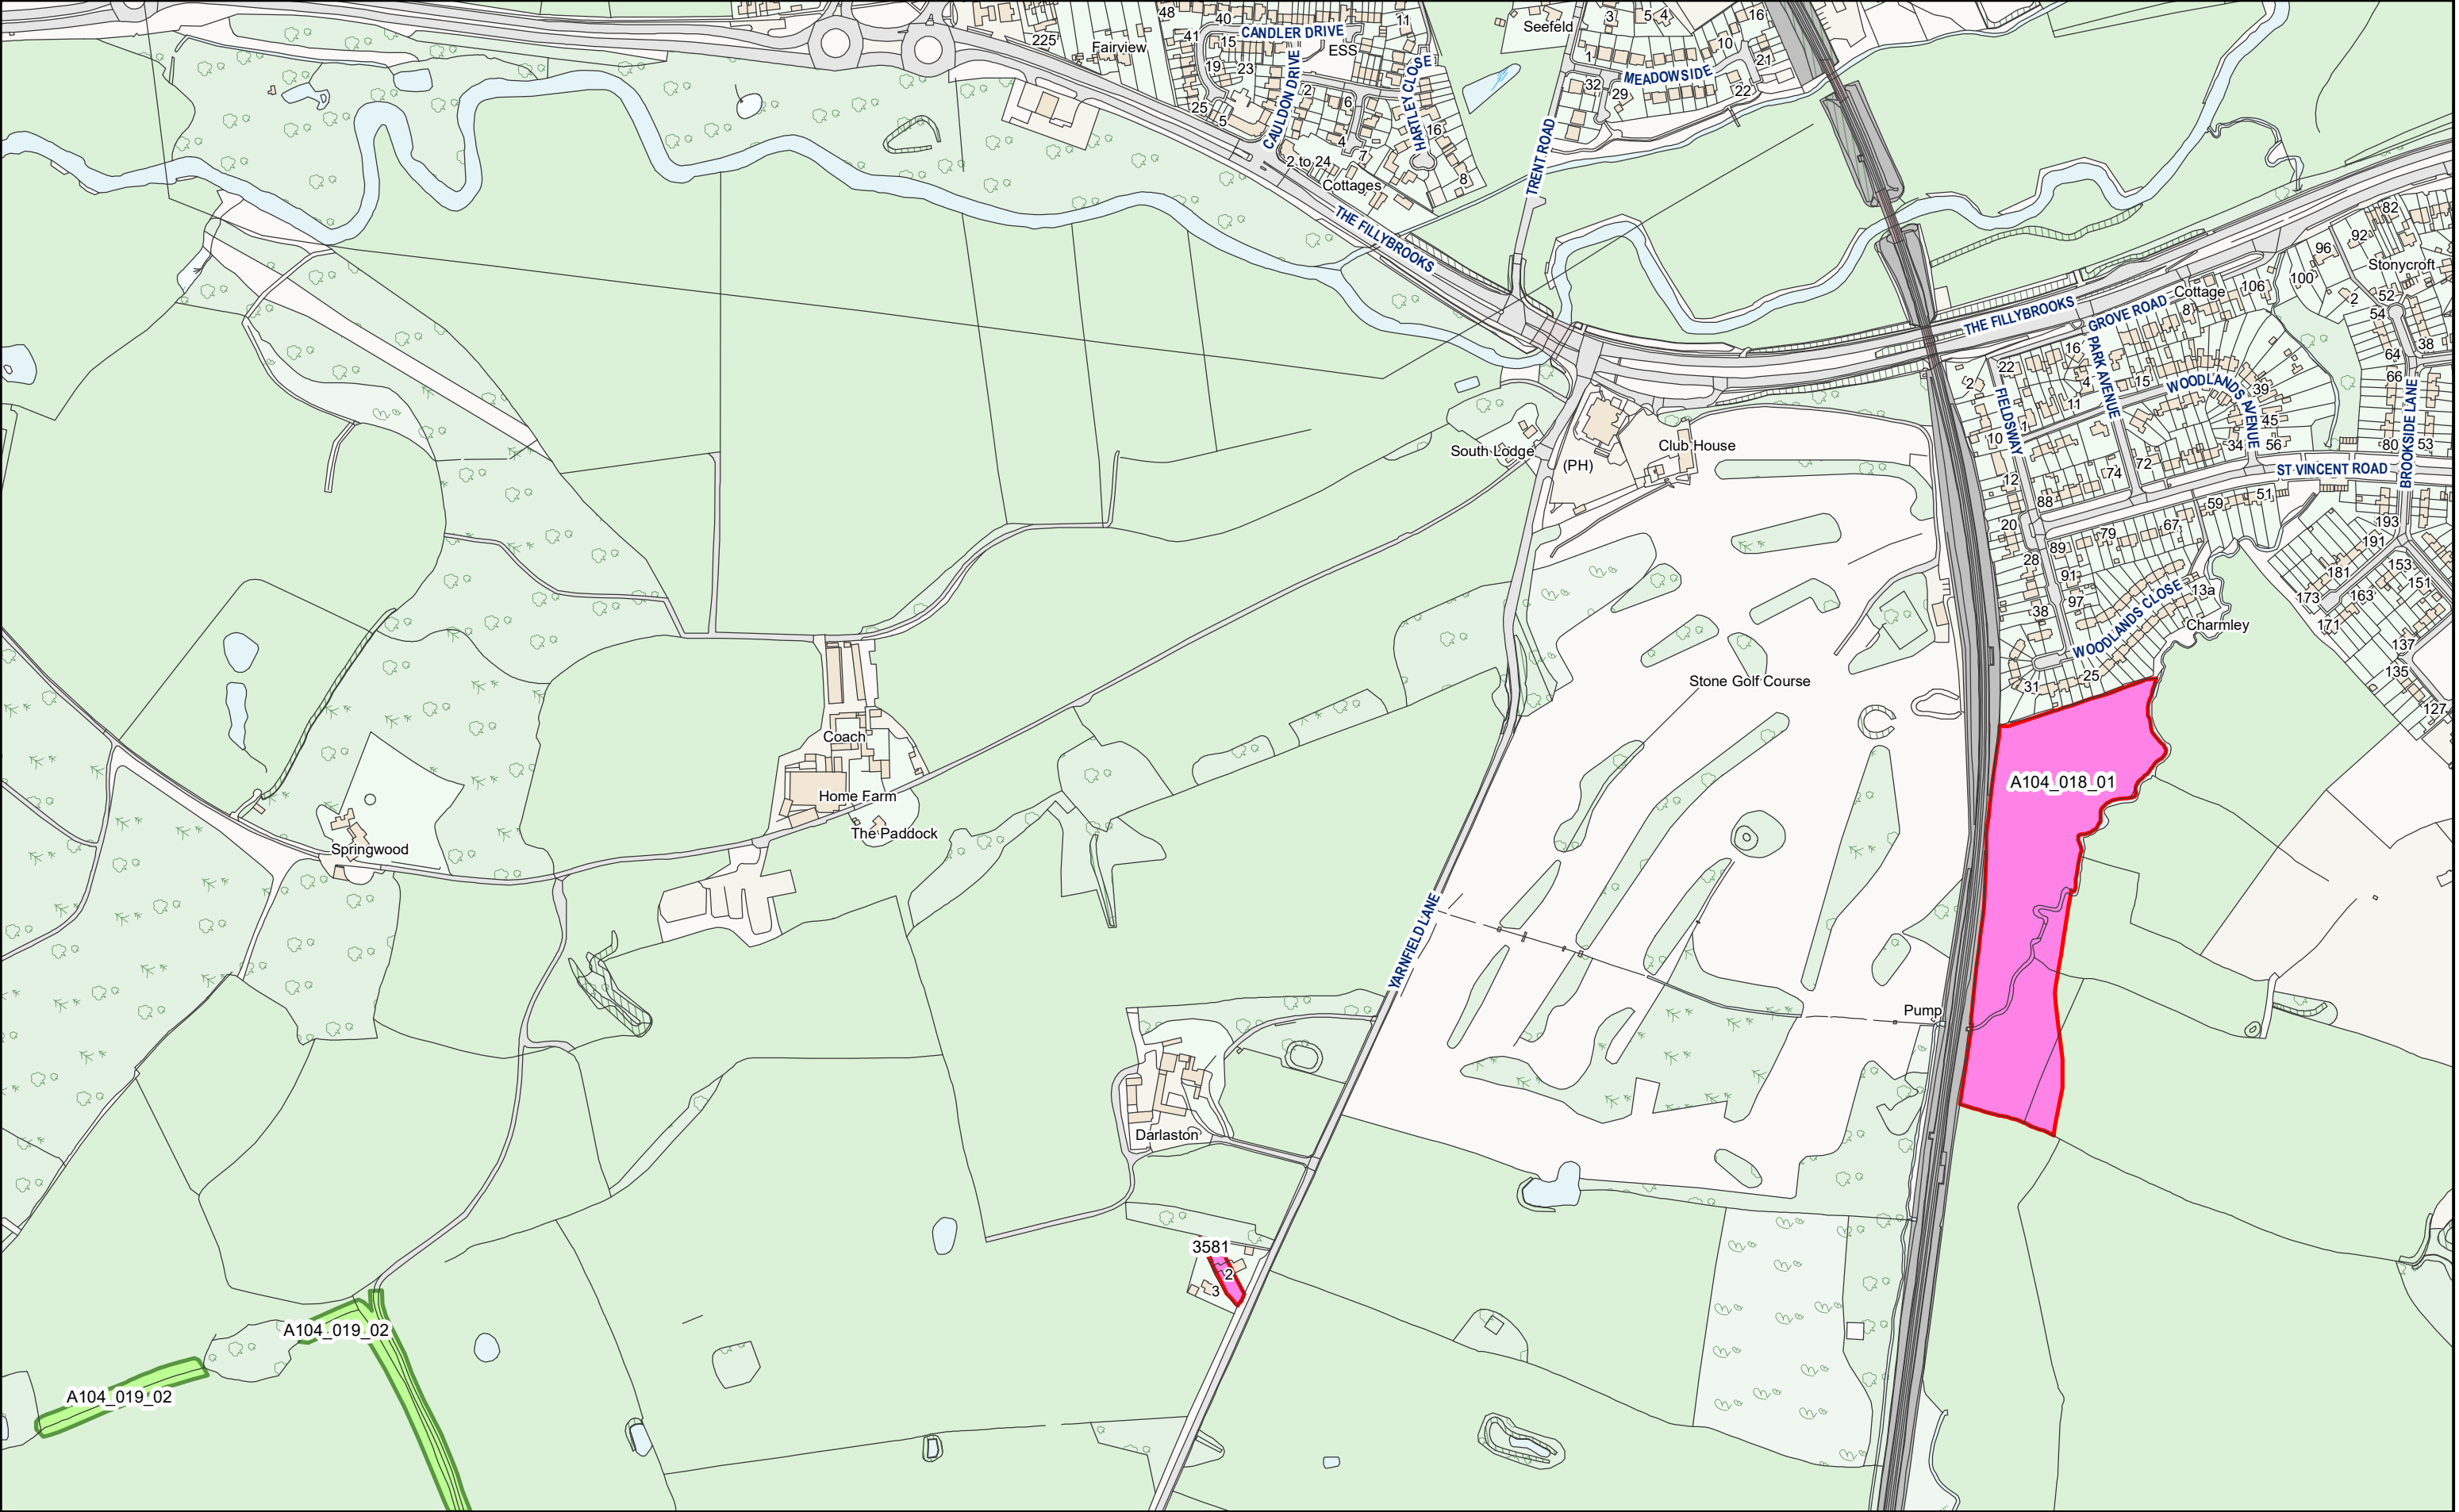 48
40
11
CANDLER DRIVE
225
Fairview
41
15
ESS
19
23
CAULDON DRIVE
HARTLEY CLOSE
25
5
2
6
4
7
16
8
2 to 24
Cottages
THE FILLYBROOKS
Seefeld
3
5
4
16
1
10
21
MEADOWSIDE
32
29
22
TRENT ROAD
82
92
96
Stonycroft
100
106
2
52
54
Cottage
8
THE FILLYBROOKS
GROVE ROAD
38
64
66
16
22
2
PARK AVENUE
4
15
11
WOODLANDS AVENUE
39
45
FIELDSWAY
1
10
34
56
80
53
BROOKSIDE LANE
ST VINCENT ROAD
South Lodge
(PH)
Club House
12
74
72
88
59
51
20
67
79
193
191
89
28
91
181
153
151
97
38
13a
173
163
WOODLANDS CLOSE
Charmley
171
137
135
25
31
127
Stone Golf Course
Coach
Home Farm
The Paddock
Springwood
A104_018_01
YARNFIELD LANE
Pump
Darlaston
3581
2
3
A104_019_02
A104_019_02